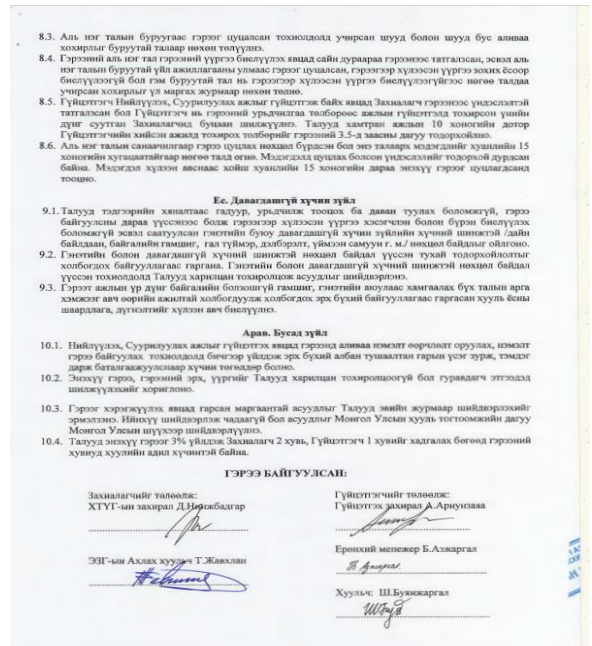 8.3. Аль нэг талын буруугаас гэрээг цуцалсан тохиолдолд учирсан шууд болон шууд бус аливаа
хохирлыг буруутай талаар нөхөн төлүүлнэ.
8.4. Гэрээний аль нэг тал гэрээний үүргээ биелүүлэх явцад сайн дураараа гэрээнээс татгалзсан, эсвэл аль
нэг талын буруутай үйл ажиллагааны улмаас гэрээг цуцалсан, гэрээгээр хүлээсэн үүргээ зохих ёсоор
биелүүлээгүй бол гэм буруутай тал нь гэрээгээр хүлээсэн үүргээ биелүүлээгүйгээс нөгөө талдаа
учирсан хохирлыг үл маргах журмаар нөхөн төлнө.
8.5. Гүйцэтгэгч Нийлүүлэх, Суурилуулах ажлыг гүйцэтгэж байх явцад Захиалагч гэрээнээс үндэслэлтэй
татгалзсан бол Гүйцэтгэгч нь гэрээний урьдчилгаа төлбөрөөс ажлын гүйцэтгэлд тохирсон үнийн
дүнг суутган Захиалагчид буцаан шилжүүлнэ. Талууд хамтран ажлын 10 хоногийн дотор
Гүйцэтгэгчийн хийсэн ажилд тохирох төлбөрийг гэрээний 3.5-д заасны дагуу тодорхойлно.
8.6. Аль нэг талын санаачилгаар гэрээ цуцлах нөхцөл бүрдсэн бол энэ талаарх мэдэгдлийг хуанлийн 15
хоногийн хугацаатайгаар нөгөө талд өгнө. Мэдэгдэлд цуцлах болсон үндэслэлийг тодорхой дурдсан
байна. Мэдэгдэл хүлээн авснаас хойш хуанлийн 15 хоногийн дараа энэхүү гэрээг цуцлагдсанд
тооцно.
Ес. Давагдашгүй хүчин зүйл
9.1. Талууд тэдгээрийн хяналтаас гадуур, урьдчилж тооцох ба даван туулах боломжгүй, гэрээ
байгуулсны дараа үүссэнээс болж гэрээгээр хүлээсэн үүргээ хэсэгчлэн болон бүрэн биелүүлэх
боломжгүй эсвэл саатуулсан гэнэтийн буюу давагдашгүй хүчин зүйлийн хүчний шинжтэй /дайн
байлдаан, байгалийн гамшиг, гал түймэр, дэлбэрэлт, үймээн самуун г. м./ нөхцөл байдлыг ойлгоно.
9.2. Гэнэтийн болон давагдашгүй хүчний шинжтэй нөхцөл байдал үүссэн тухай тодорхойлолтыг
холбогдох байгууллагаас гаргана. Гэнэтийн болон давагдашгүй хүчний шинжтэй нөхцөл байдал
үүссэн тохиолдолд Талууд харилцан тохиролцож асуудлыг шийдвэрлэнэ.
9.3. Гэрээт ажлын үр дүнг байгалийн болзошгүй гамшиг, гэнэтийн аюулаас хамгаалах бүх талын арга
хэмжээг авч өөрийн ажилтай холбогдуулж холбогдох эрх бүхий байгууллагаас гаргасан хууль ёсны
шаардлага, дүгнэлтийг хүлээн авч биелүүлнэ.
Арав. Бусад зүйл
10.1. Нийлүүлэх, Суурилуулах ажлыг гүйцэтгэх явцад гэрээнд аливаа нэмэлт өөрчлөлт оруулах, нэмэлт
гэрээ байгуулах тохиолдолд бичгээр үйлдэж эрх бүхий албан тушаалтан гарын үсэг зурж, тэмдэг
дарж баталгаажуулснаар хүчин төгөлдөр болно.
10.2. Энэхүү гэрээ, гэрээний эрх, үүргийг Талууд харилцан тохиролцоогүй бол гуравдагч этгээдэд
шилжүүлэхийг хориглоно.
10.3. Гэрээг хэрэгжүүлэх явцад гарсан маргаантай асуудлыг Талууд эвийн журмаар шийдвэрлэхийг
эрмэлзэнэ. Ийнхүү шийдвэрлэж чадаагүй бол асуудлыг Монгол Улсын хууль тогтоомжийн дагуу
Монгол Улсын шүүхээр шийдвэрлүүлнэ.
10.4. Талууд энэхүү гэрээг 3% үйлдэж Захиалагч 2 хувь, Гүйцэтгэгч 1 хувийг хадгалах бөгөөд гэрээний
хувиуд хуулийн адил хүчинтэй байна.
ГЭРЭЭ БАЙГУУЛСАН:
Захиалагчийг төлөөлж:
ХТҮГ-ын захирал Д.Нямжбадгар
ЭЗГ-ын Ахлах хуульч Т.Жавхлан
Гүйцэтгэгчийг төлөөлж:
Гүйцэтгэх захирал А.Ариунзаяа
Ерөнхий менежер Б.Азжаргал
Хуульч: Ш.Буянжаргал